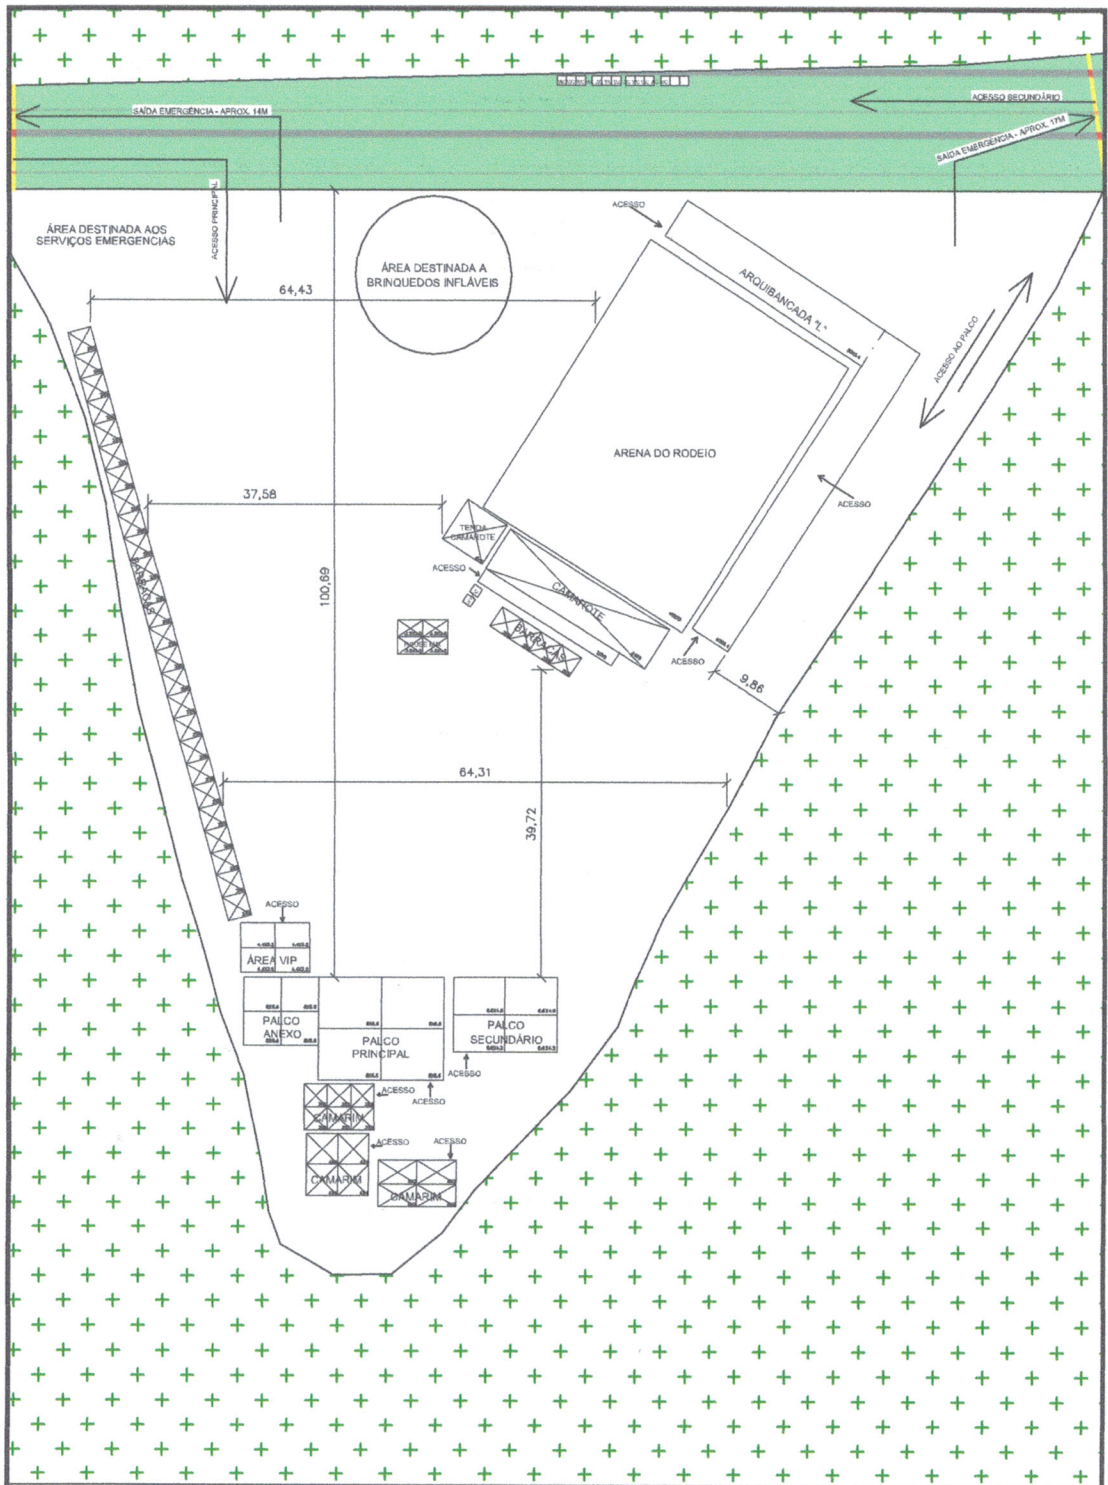 SAÍDA EMERGÊNCIA - APROX. 14M
ACESSO SECUNDÁRIO
SAÍDA EMERGÊNCIA - APROX. 17M
ACESSO PRINCIPAL
ÁREA DESTINADA AOS
SERVIÇOS EMERGENCIAS
ÁREA DESTINADA A
BRINQUEDOS INFLÁVEIS
ACESSO
64,43
ARQUIBANCADA "L"
ACESSO AO PALCO
ARENA DO RODEIO
37,58
ACESSO
TENDA
CAMAROTE
ACESSO
CAMAROTE
100,69
BARRACAS
BARRACAS
ACESSO
9,86
64,31
39,72
ACESSO
ÁREA VIP
PALCO
ANEXO
PALCO
PRINCIPAL
PALCO
SECUNDÁRIO
ACESSO
ACESSO
ACESSO
CAMARIM
ACESSO
ACESSO
CAMARIM
CAMARIM